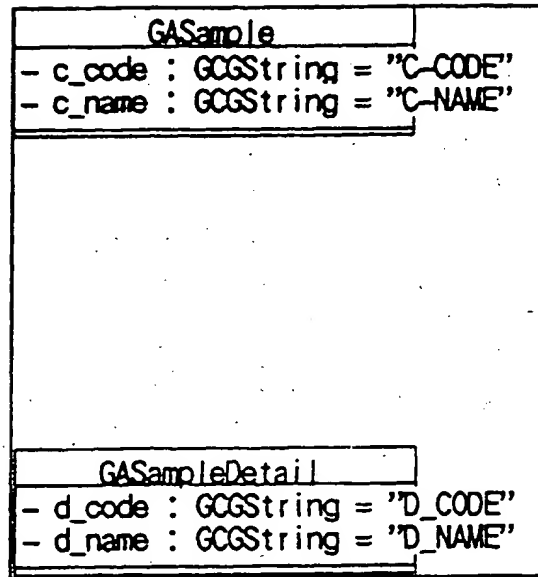 GASample
- c_code : GCGString = "C-CODE"
- c_name : GCGString = "C-NAME"
GASampleDetail
- d_code : GCGString = "D_CODE"
- d_name : GCGString = "D_NAME"